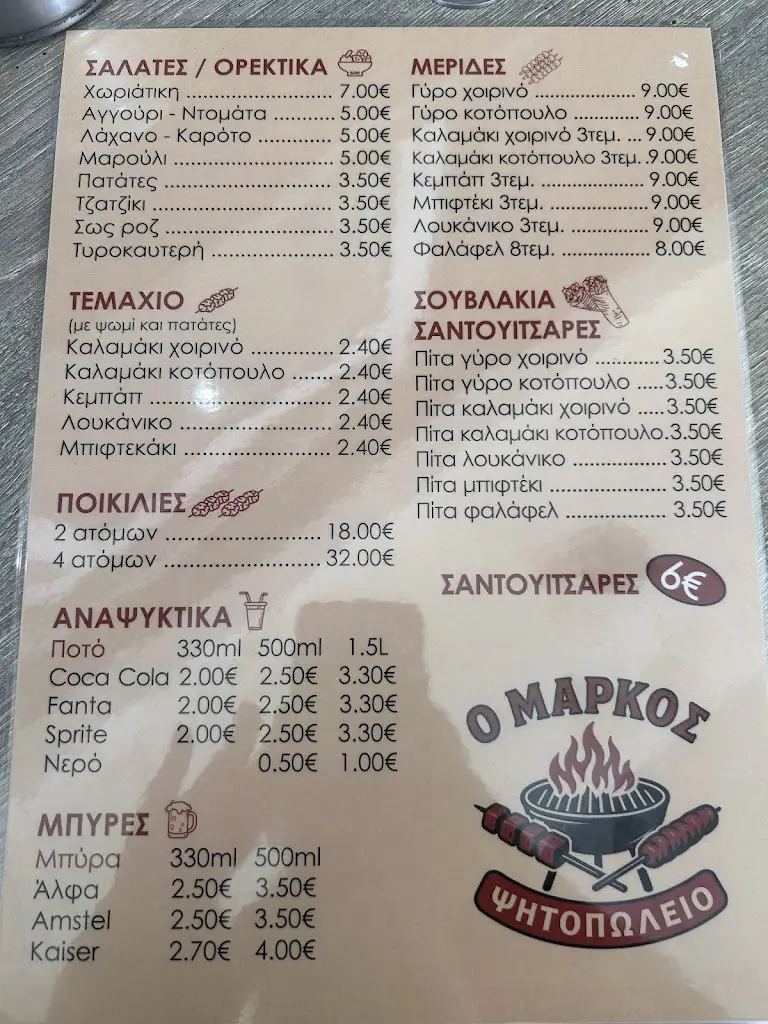 ΣΑΛΑΤΕΣ / ΟΡΕΚΤΙΚΑ
Χωριάτικη ........................ 7.00€
Αγγούρι - Ντομάτα ........... 5.00€
Λάχανο - Καρότο ............. 5.00€
Μαρούλι ............................ 5.00€
Πατάτες ............................. 3.50€
Τζατζίκι ............................... 3.50€
Σως ροζ .............................. 3.50€
Τυροκαυτερή ..................... 3.50€
ΤΕΜΑΧΙΟ
(με ψωμί και πατάτες)
Καλαμάκι χοιρινό .............. 2.40€
Καλαμάκι κοτόπουλο ....... 2.40€
Κεμπάπ ............................... 2.40€
Λουκάνικο .......................... 2.40€
Μπιφτεκάκι ......................... 2.40€
ΠΟΙΚΙΛΙΕΣ
2 ατόμων .......................... 18.00€
4 ατόμων .......................... 32.00€
ΑΝΑΨΥΚΤΙΚΑ
Ποτό 330ml 500ml 1.5L
Coca Cola 2.00€ 2.50€ 3.30€
Fanta 2.00€ 2.50€ 3.30€
Sprite 2.00€ 2.50€ 3.30€
Νερό 0.50€ 1.00€
ΜΠΥΡΕΣ
Μπύρα 330ml 500ml
Άλφα 2.50€ 3.50€
Amstel 2.50€ 3.50€
Kaiser 2.70€ 4.00€
ΜΕΡΙΔΕΣ
Γύρο χοιρινό .................... 9.00€
Γύρο κοτόπουλο ............. 9.00€
Καλαμάκι χοιρινό 3τεμ. ... 9.00€
Καλαμάκι κοτόπουλο 3τεμ. .9.00€
Κεμπάπ 3τεμ. ................... 9.00€
Μπιφτέκι 3τεμ. .................. 9.00€
Λουκάνικο 3τεμ. ............... 9.00€
Φαλάφελ 8τεμ. .................. 8.00€
ΣΟΥΒΛΑΚΙΑ
ΣΑΝΤΟΥΙΤΣΑΡΕΣ
Πίτα γύρο χοιρινό ............ 3.50€
Πίτα γύρο κοτόπουλο ..... 3.50€
Πίτα καλαμάκι χοιρινό ..... 3.50€
Πίτα καλαμάκι κοτόπουλο.3.50€
Πίτα λουκάνικο .................. 3.50€
Πίτα μπιφτέκι ...................... 3.50€
Πίτα φαλάφελ ................... 3.50€
ΣΑΝΤΟΥΙΤΣΑΡΕΣ 6€
Ο ΜΑΡΚΟΣ
ΨΗΤΟΠΩΛΕΙΟ